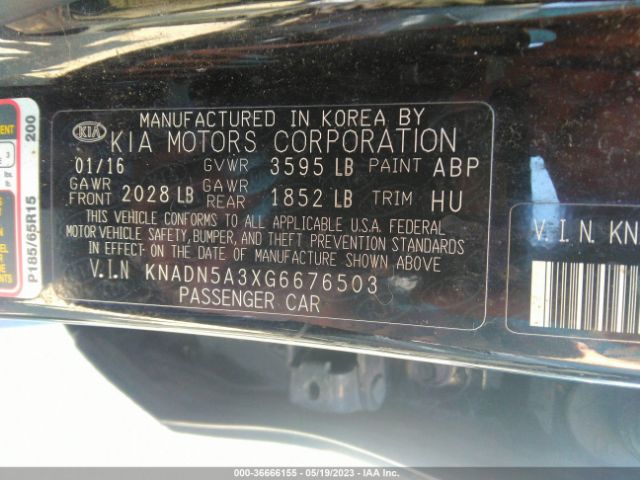 MANUFACTURED IN KOREA BY
KIA KIA MOTORS CORPORATION
01/16 GVWR 3595 LB PAINT ABP
GAWR FRONT 2028 LB GAWR REAR 1852 LB TRIM HU
THIS VEHICLE CONFORMS TO ALL APPLICABLE U.S.A. FEDERAL
MOTOR VEHICLE SAFETY, BUMPER, AND THEFT PREVENTION STANDARDS
IN EFFECT ON THE DATE OF MANUFACTURE SHOWN ABOVE
V.I.N KNADN5A3XG6676503
PASSENGER CAR
P185/65R15 200
V.I.N. KN
000-36666155 — 05/19/2023 — IAA Inc.